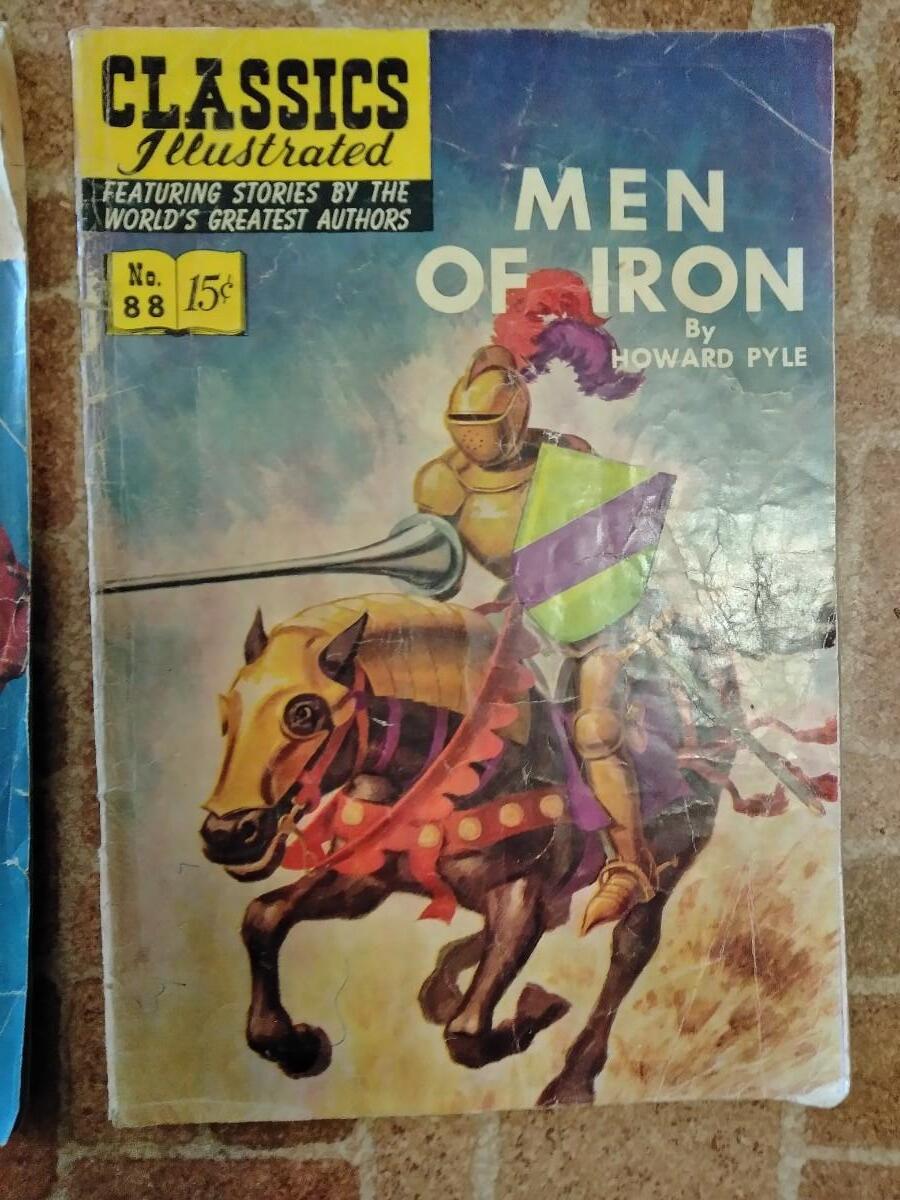 CLASSICS
Illustrated
FEATURING STORIES BY THE
WORLD'S GREATEST AUTHORS
No.
88
15¢
MEN
OF IRON
By
HOWARD PYLE